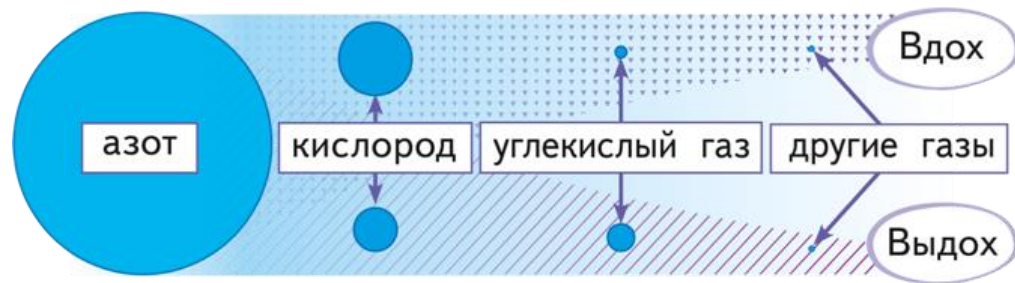 Вдох
азот
кислород
углекислый газ
другие газы
Выдох